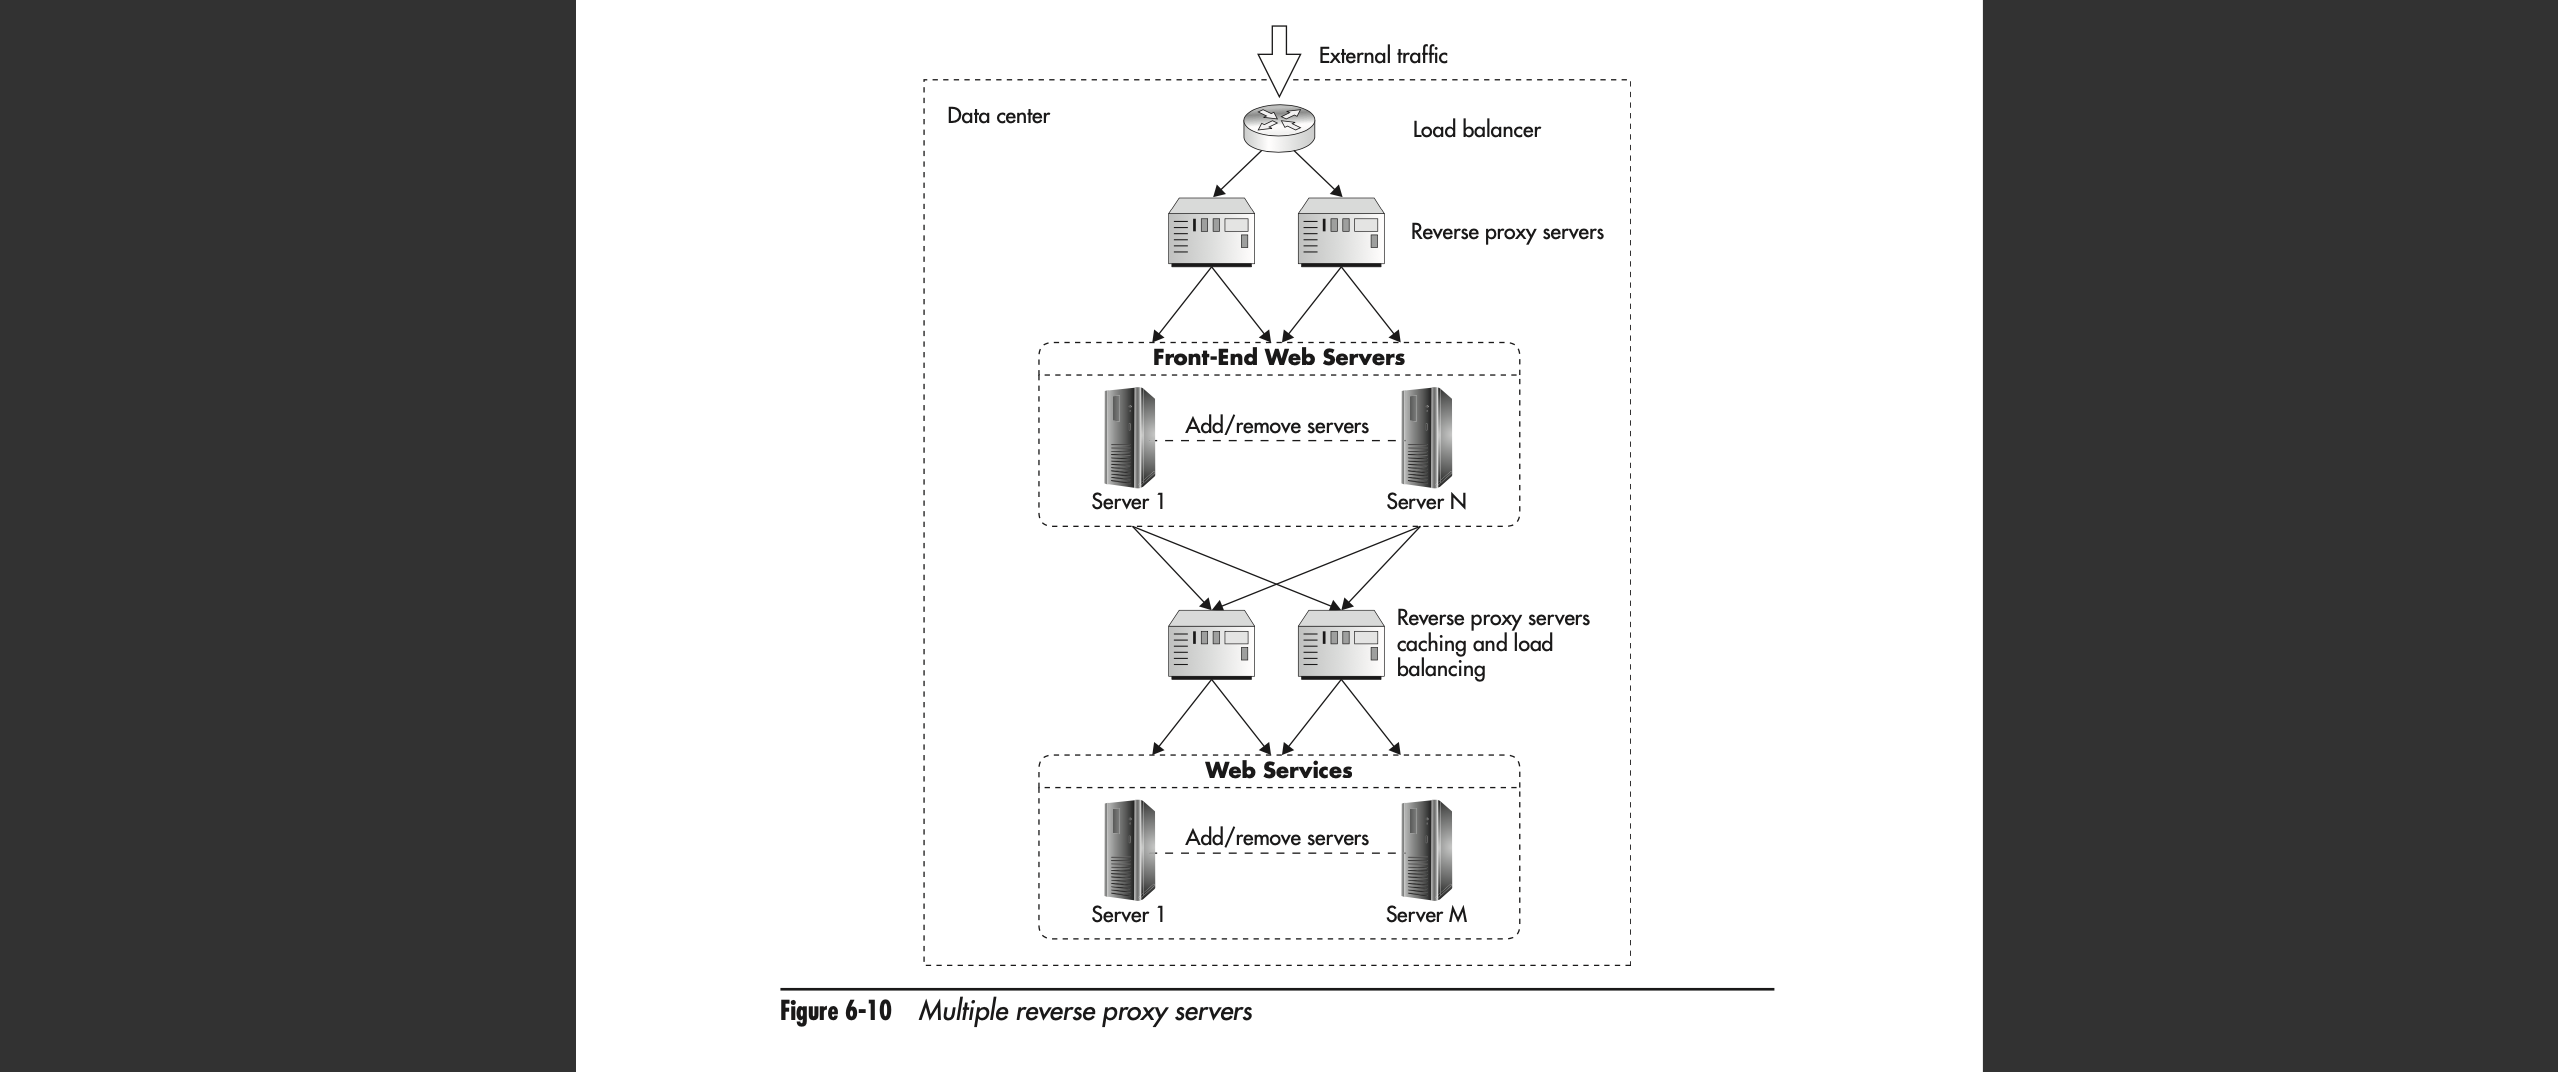 External traffic
Data center
Load balancer
Reverse proxy servers
Front-End Web Servers
Add/remove servers
Server 1
Server N
Reverse proxy servers
caching and load
balancing
Web Services
Add/remove servers
Server 1
Server M
Figure 6-10 Multiple reverse proxy servers